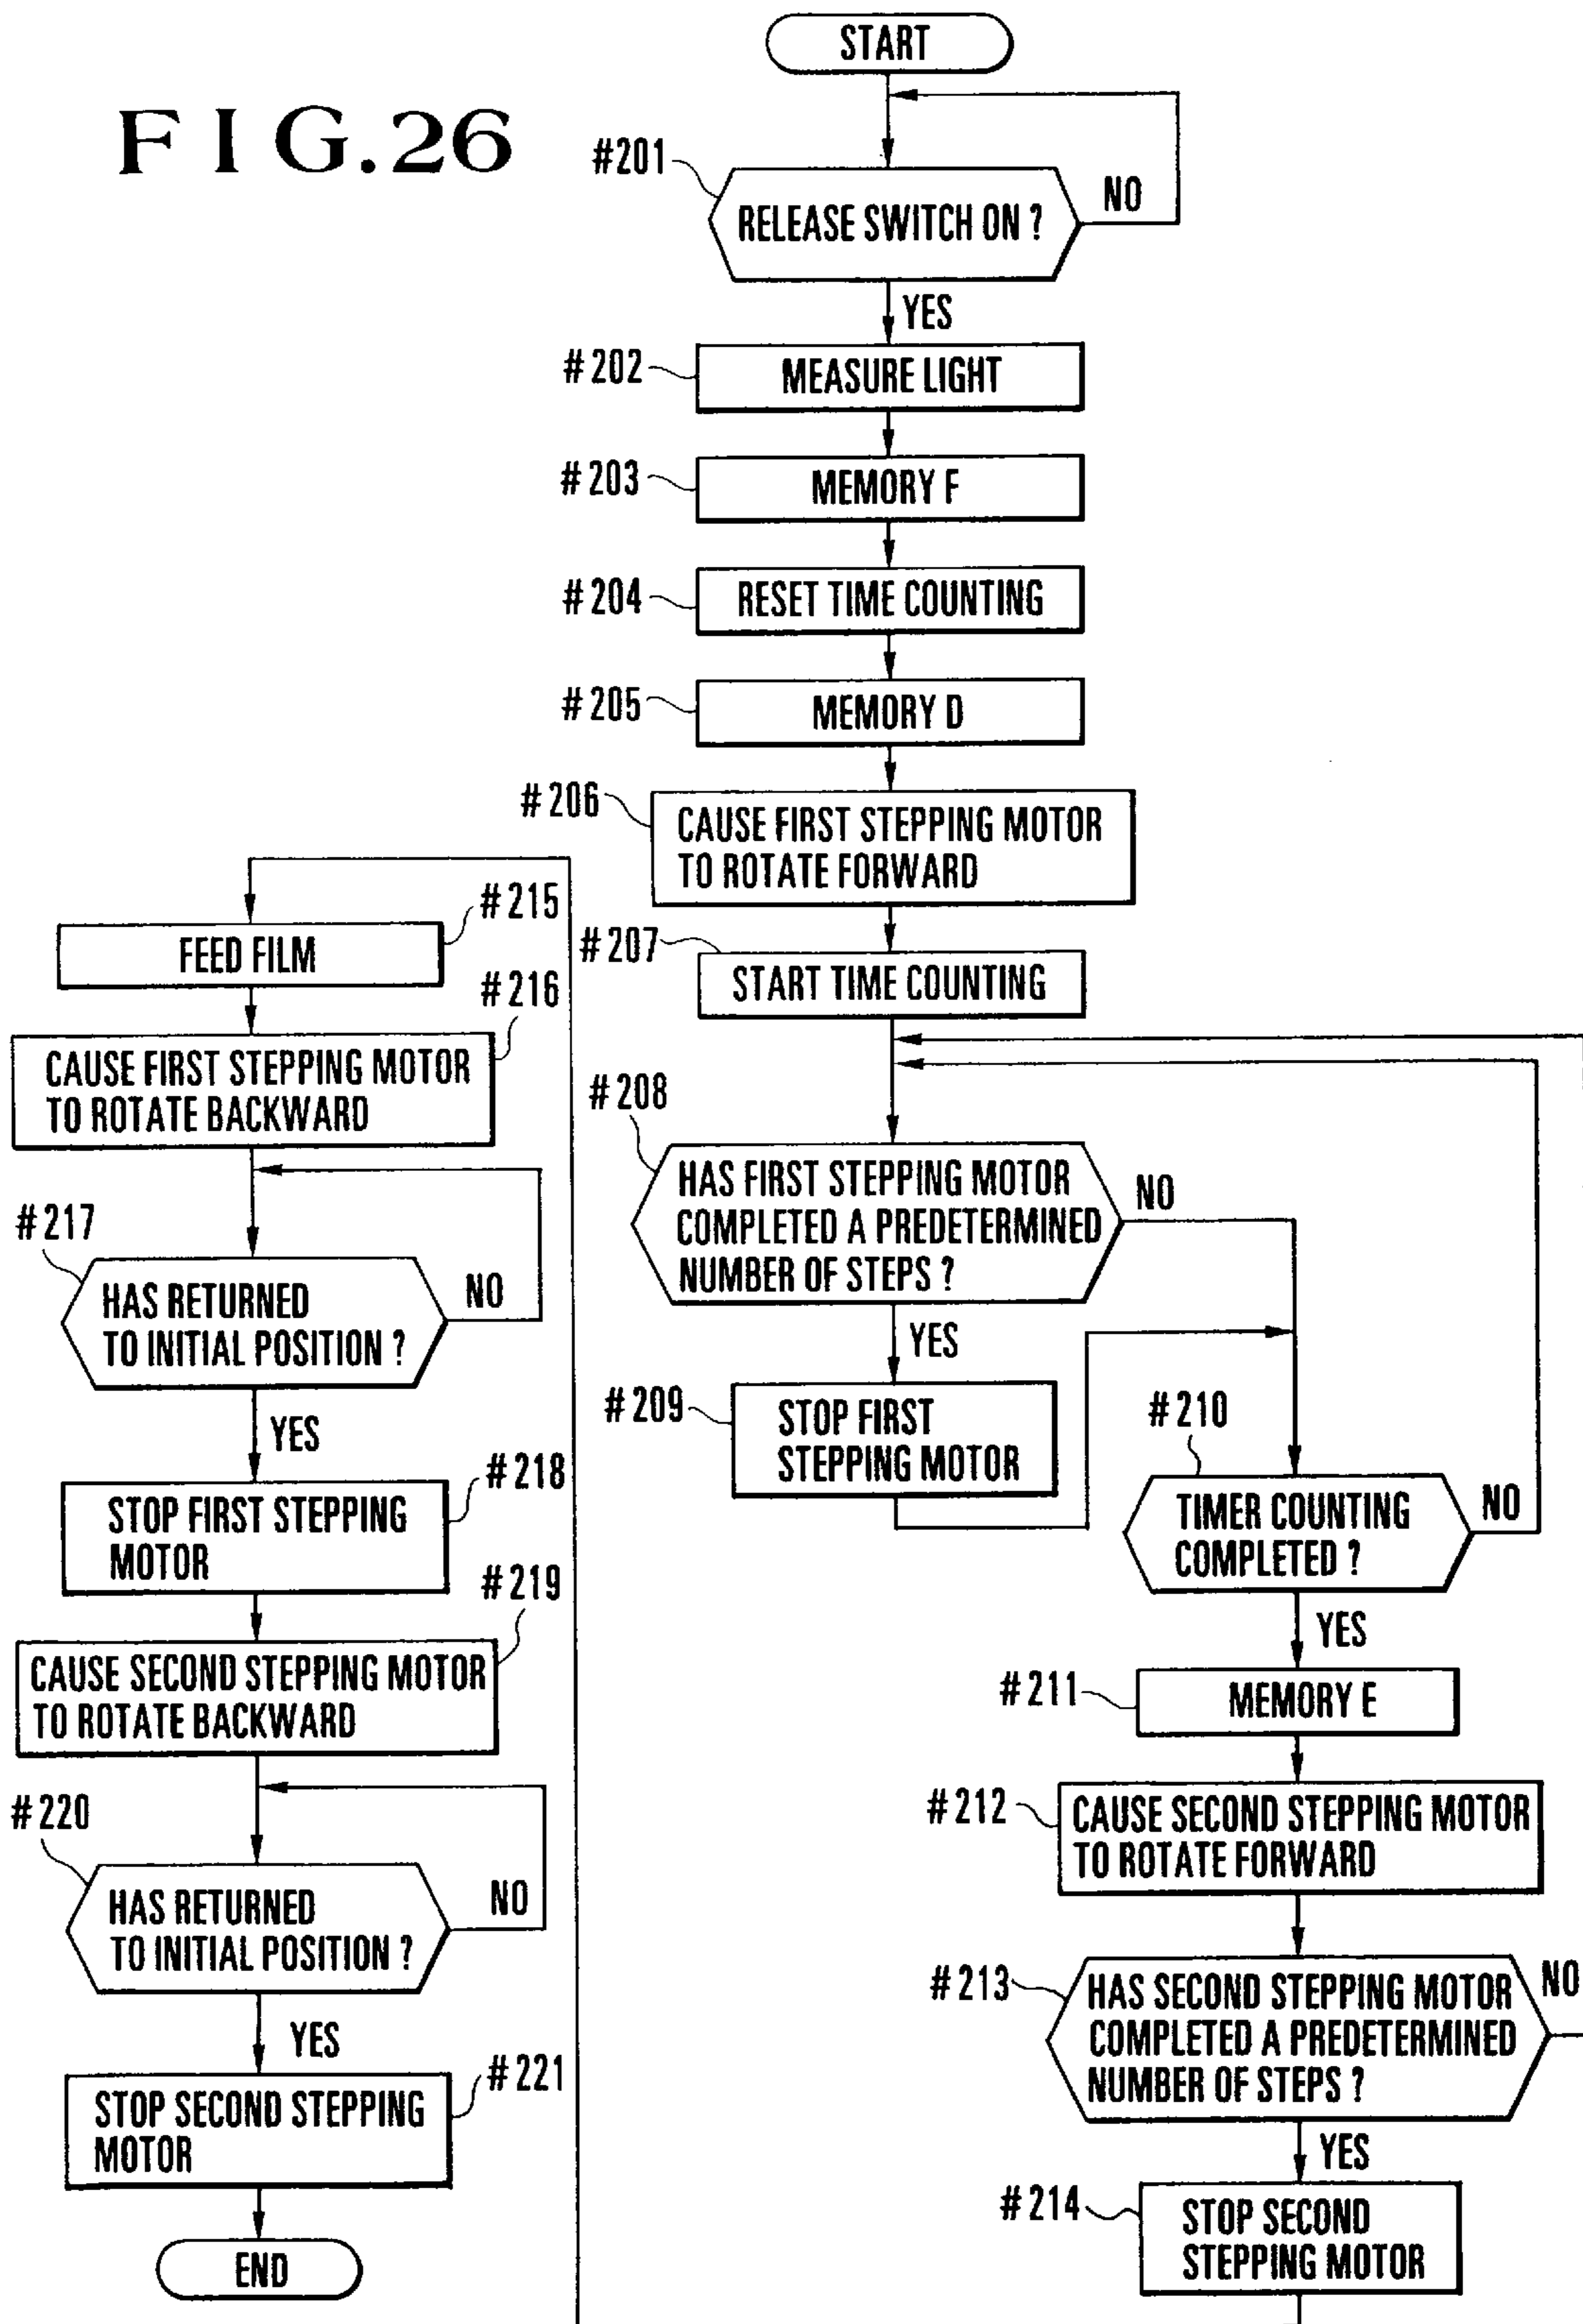 FIG.26
START
#201
RELEASE SWITCH ON ?
NO
YES
#202
MEASURE LIGHT
#203
MEMORY F
#204
RESET TIME COUNTING
#205
MEMORY D
#206
CAUSE FIRST STEPPING MOTOR
TO ROTATE FORWARD
#207
START TIME COUNTING
#208
HAS FIRST STEPPING MOTOR
COMPLETED A PREDETERMINED
NUMBER OF STEPS ?
NO
YES
#209
STOP FIRST
STEPPING MOTOR
#210
TIMER COUNTING
COMPLETED ?
NO
YES
#211
MEMORY E
#212
CAUSE SECOND STEPPING MOTOR
TO ROTATE FORWARD
#213
HAS SECOND STEPPING MOTOR
COMPLETED A PREDETERMINED
NUMBER OF STEPS ?
NO
YES
#214
STOP SECOND
STEPPING MOTOR
#215
FEED FILM
#216
CAUSE FIRST STEPPING MOTOR
TO ROTATE BACKWARD
#217
HAS RETURNED
TO INITIAL POSITION ?
NO
YES
#218
STOP FIRST STEPPING
MOTOR
#219
CAUSE SECOND STEPPING MOTOR
TO ROTATE BACKWARD
#220
HAS RETURNED
TO INITIAL POSITION ?
NO
YES
#221
STOP SECOND STEPPING
MOTOR
END